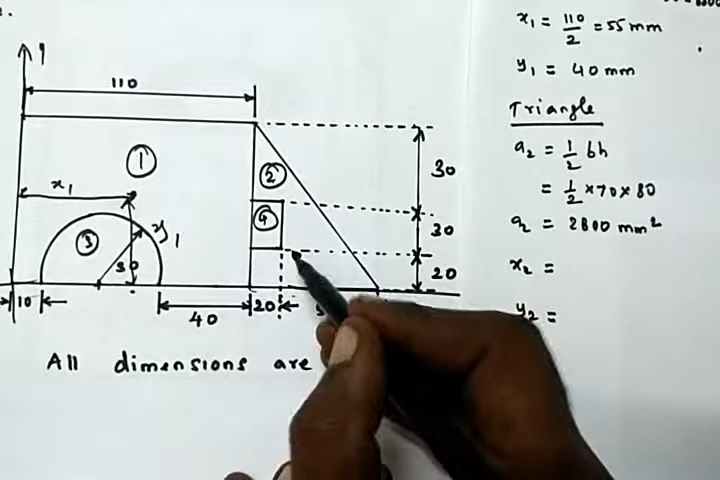 y
110
1
2
30
x1
3
4
y1
30
30
20
10
40
20
All dimensions are
x1 = 110/2 = 55 mm
y1 = 40 mm
Triangle
a2 = 1/2 bh
= 1/2 × 70 × 80
a2 = 2800 mm²
x2 =
y2 =